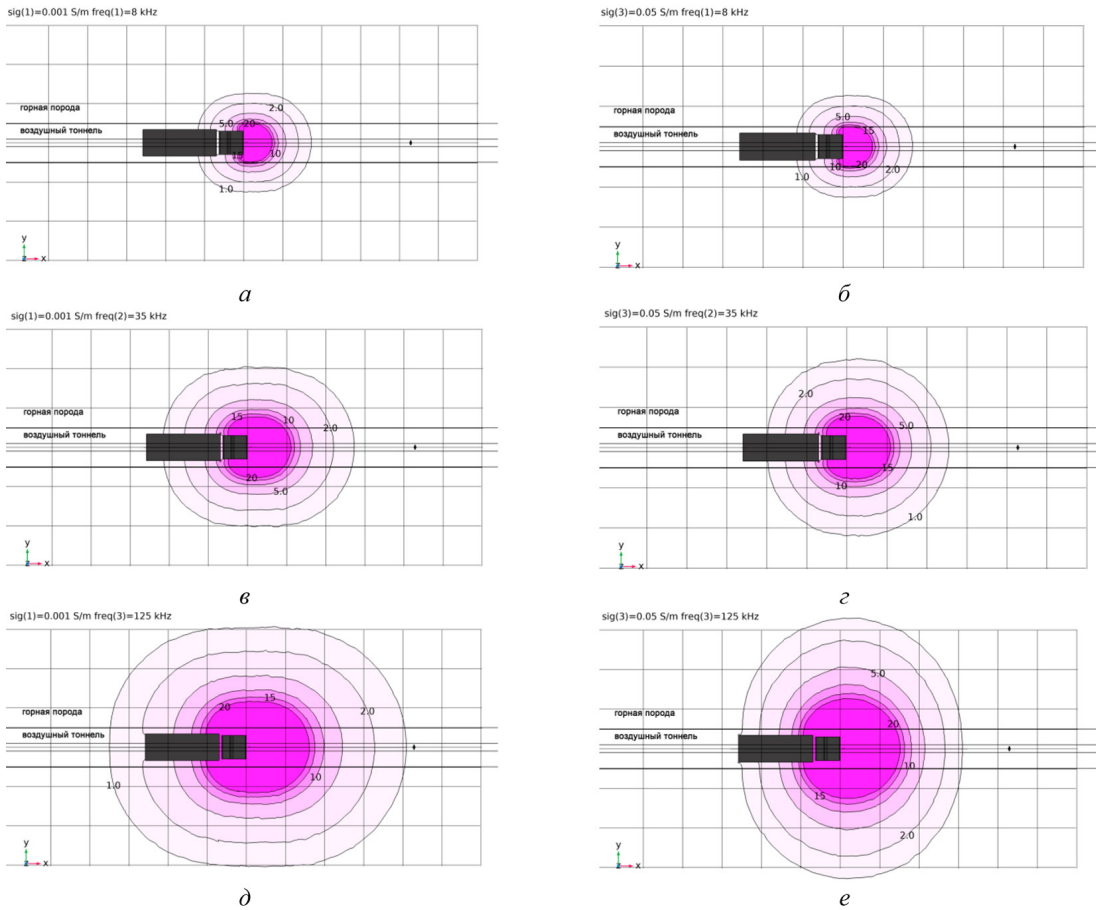 sig(1)=0.001 S/m freq(1)=8 kHz
горная порода
воздушный тоннель
2.0
5.0
20
15
10
1.0
y
z
x
а
sig(3)=0.05 S/m freq(1)=8 kHz
горная порода
воздушный тоннель
5.0
15
10
20
2.0
1.0
y
z
x
б
sig(1)=0.001 S/m freq(2)=35 kHz
горная порода
воздушный тоннель
15
10
2.0
20
5.0
y
z
x
в
sig(3)=0.05 S/m freq(2)=35 kHz
горная порода
воздушный тоннель
2.0
20
5.0
15
10
1.0
y
z
x
г
sig(1)=0.001 S/m freq(3)=125 kHz
горная порода
воздушный тоннель
15
20
2.0
10
1.0
y
z
x
д
sig(3)=0.05 S/m freq(3)=125 kHz
горная порода
воздушный тоннель
5.0
20
10
15
2.0
y
z
x
е